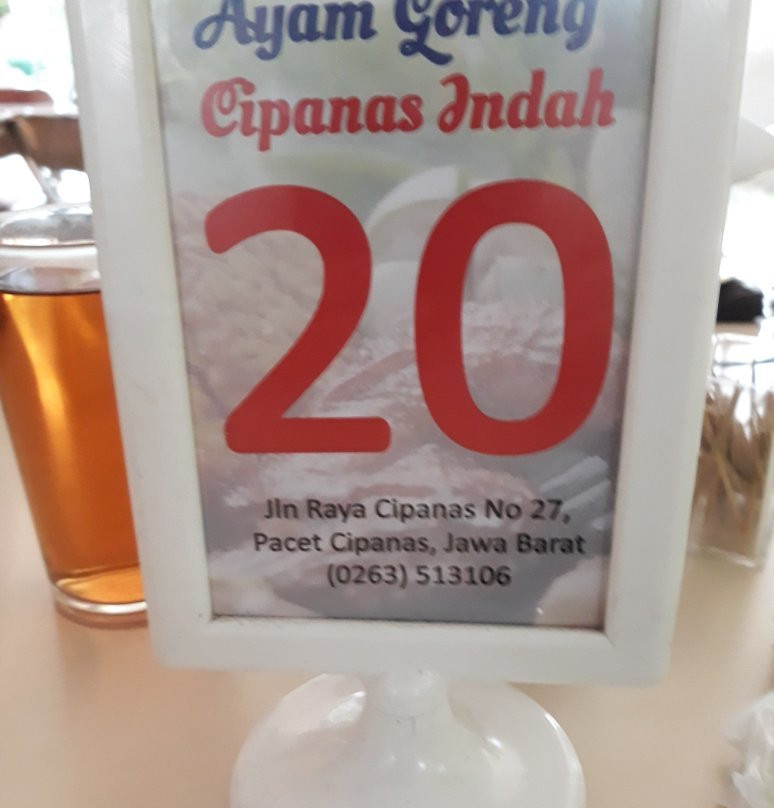 Ayam Goreng
Cipanas Indah
20
Jln Raya Cipanas No 27,
Pacet Cipanas, Jawa Barat
(0263) 513106